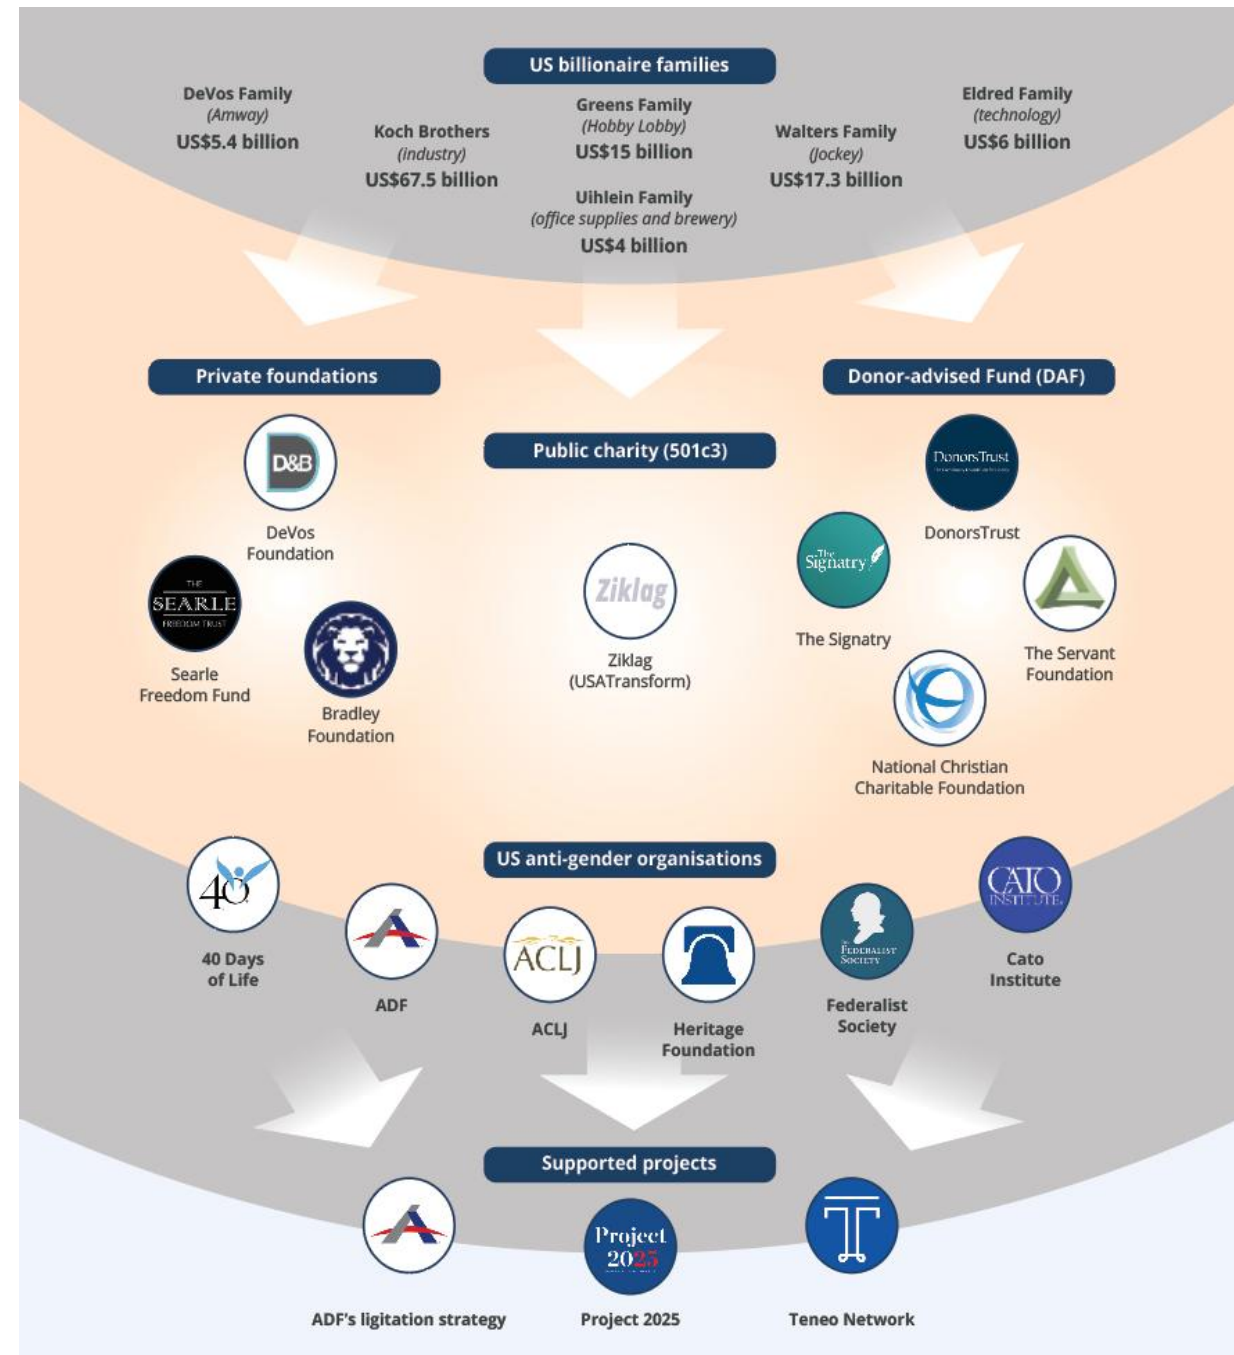 US billionaire families
DeVos Family
(Amway)
US$5.4 billion
Koch Brothers
(industry)
US$67.5 billion
Greens Family
(Hobby Lobby)
US$15 billion
Walters Family
(Jockey)
US$17.3 billion
Eldred Family
(technology)
US$6 billion
Uihlein Family
(office supplies and brewery)
US$4 billion
Private foundations
D&B
DeVos
Foundation
THE
SEARLE
FREEDOM TRUST
Searle
Freedom Fund
Bradley
Foundation
Public charity (501c3)
Ziklag
Ziklag
(USATransform)
Donor-advised Fund (DAF)
DonorsTrust
DonorsTrust
The
Signatry
The Signatry
The Servant
Foundation
National Christian
Charitable Foundation
US anti-gender organisations
40
40 Days
of Life
ADF
ACLJ
ACLJ
Heritage
Foundation
The
FEDERALIST
SOCIETY
Federalist
Society
CATO
INSTITUTE
Cato
Institute
Supported projects
ADF's ligitation strategy
Project
2025
Project 2025
Teneo Network